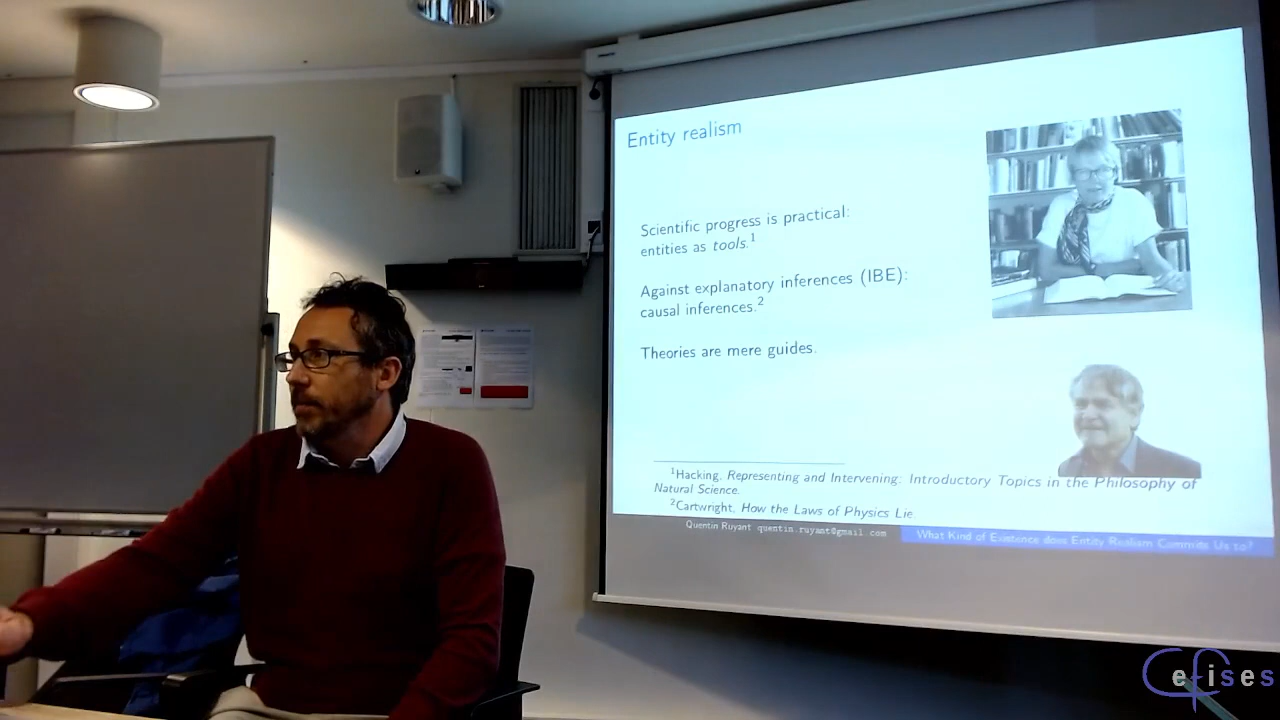 Entity realism
Scientific progress is practical:
entities as tools.1
Against explanatory inferences (IBE):
causal inferences.2
Theories are mere guides.
1Hacking. Representing and Intervening: Introductory Topics in the Philosophy of
Natural Science.
2Cartwright. How the Laws of Physics Lie.
Quentin Ruyant quentin.ruyant@gmail.com
What Kind of Existence does Entity Realism Commits Us to?
Cefises